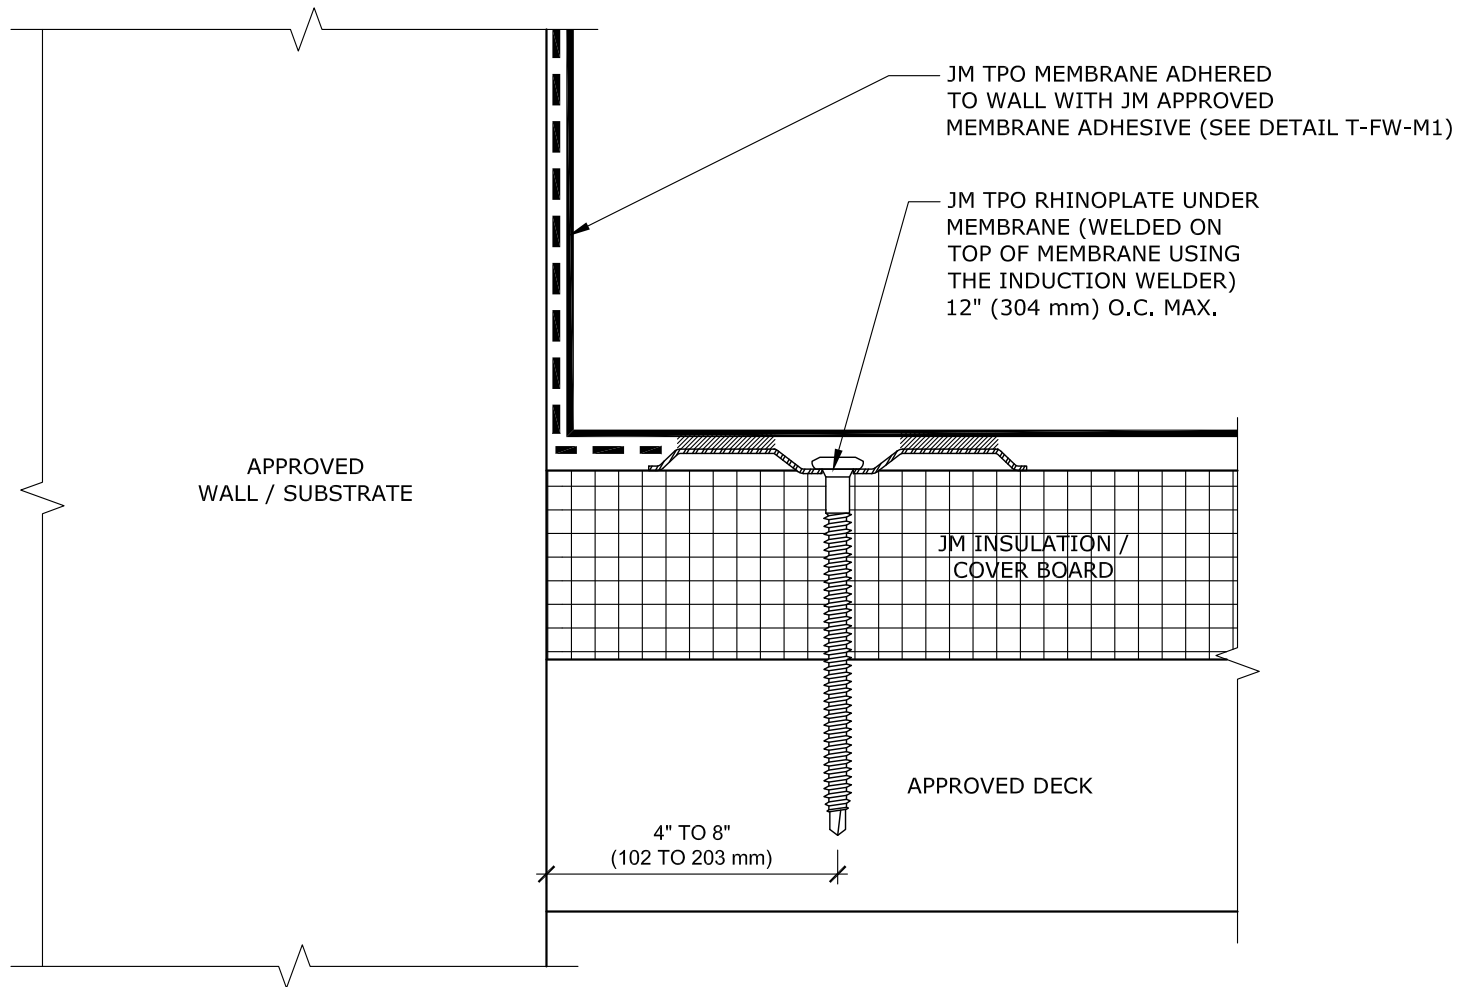 JM TPO MEMBRANE ADHERED
TO WALL WITH JM APPROVED
MEMBRANE ADHESIVE (SEE DETAIL T-FW-M1)
JM TPO RHINOPLATE UNDER
MEMBRANE (WELDED ON
TOP OF MEMBRANE USING
THE INDUCTION WELDER)
12" (304 mm) O.C. MAX.
APPROVED
WALL / SUBSTRATE
JM INSULATION /
COVER BOARD
APPROVED DECK
4" TO 8"
(102 TO 203 mm)